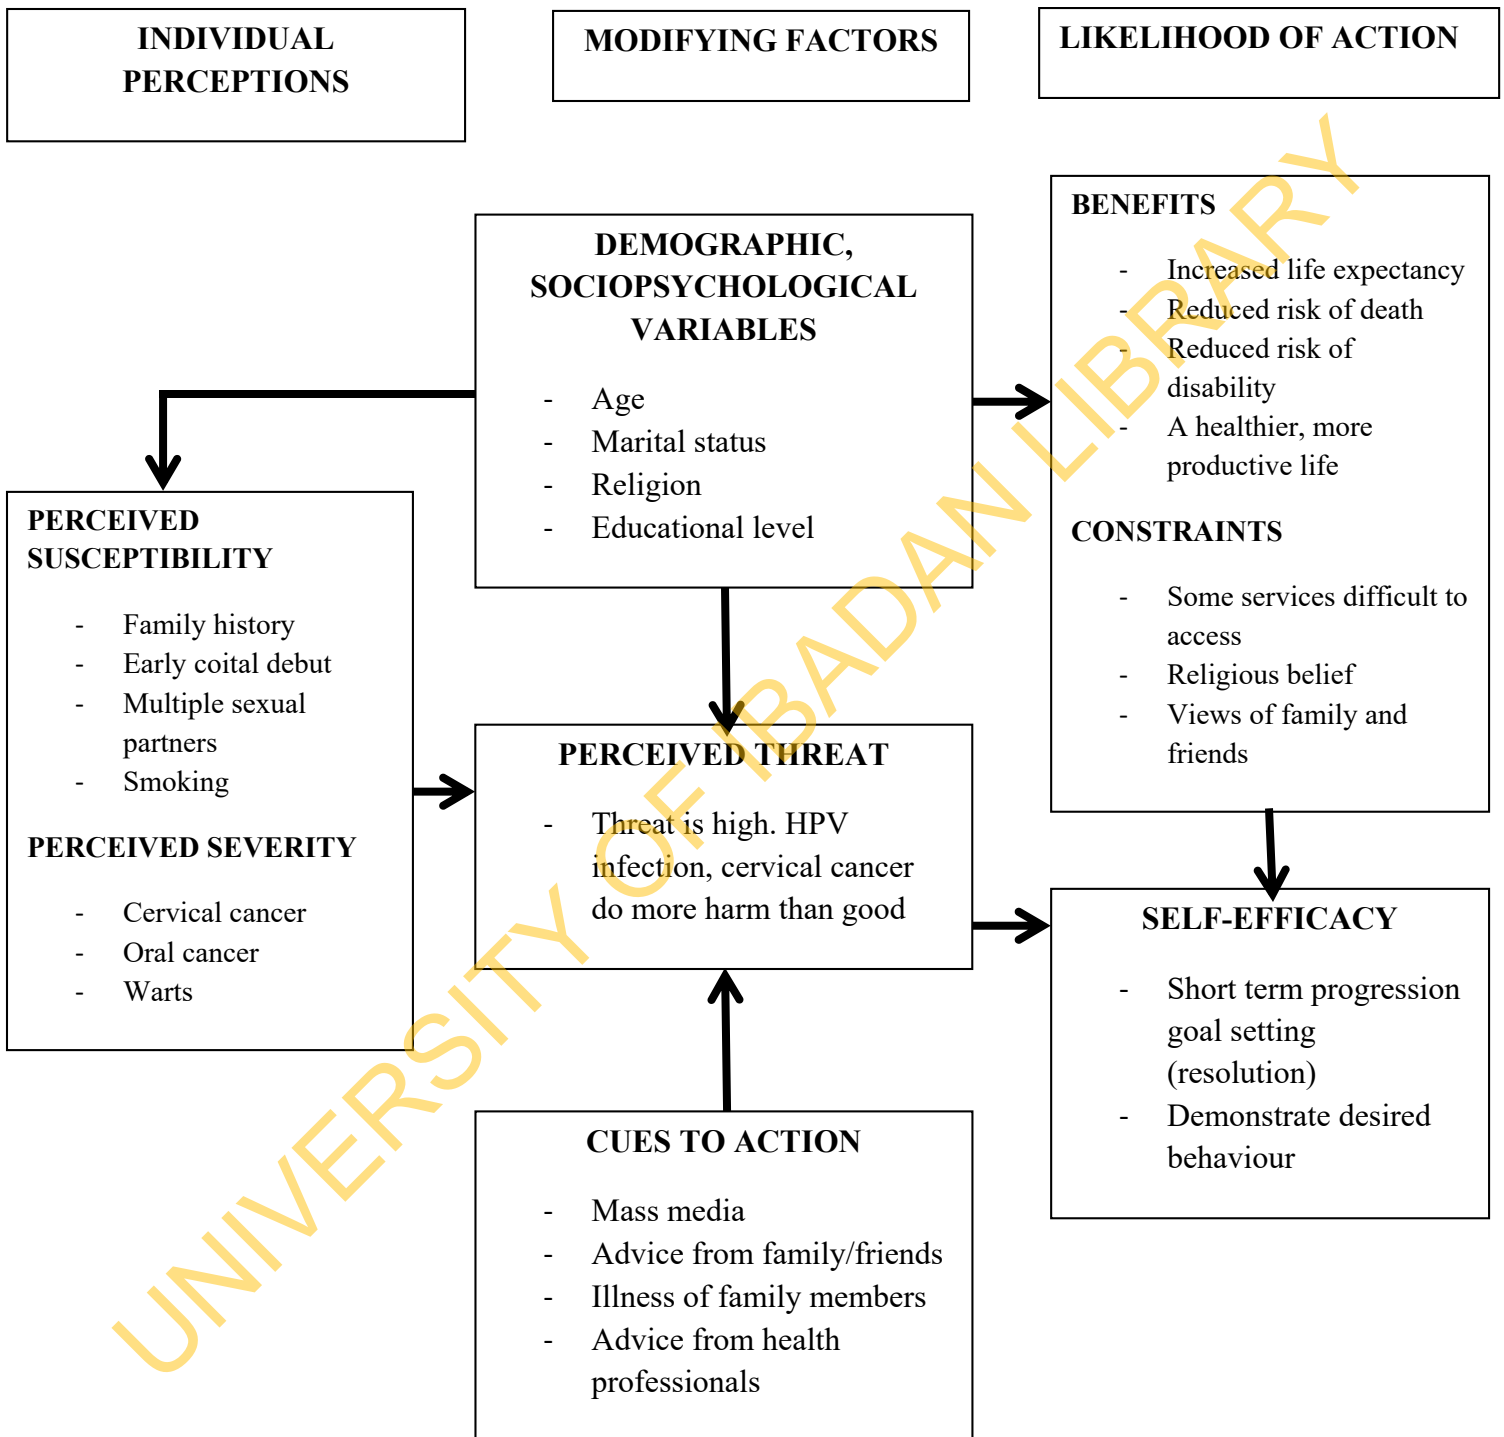 INDIVIDUAL
PERCEPTIONS
MODIFYING FACTORS
LIKELIHOOD OF ACTION
DEMOGRAPHIC,
SOCIOPSYCHOLOGICAL
VARIABLES
- Age
- Marital status
- Religion
- Educational level
BENEFITS
- Increased life expectancy
- Reduced risk of death
- Reduced risk of
disability
- A healthier, more
productive life
CONSTRAINTS
- Some services difficult to
access
- Religious belief
- Views of family and
friends
PERCEIVED
SUSCEPTIBILITY
- Family history
- Early coital debut
- Multiple sexual
partners
- Smoking
PERCEIVED SEVERITY
- Cervical cancer
- Oral cancer
- Warts
PERCEIVED THREAT
- Threat is high. HPV
infection, cervical cancer
do more harm than good
SELF-EFFICACY
- Short term progression
goal setting
(resolution)
- Demonstrate desired
behaviour
CUES TO ACTION
- Mass media
- Advice from family/friends
- Illness of family members
- Advice from health
professionals
UNIVERSITY OF IBADAN LIBRARY